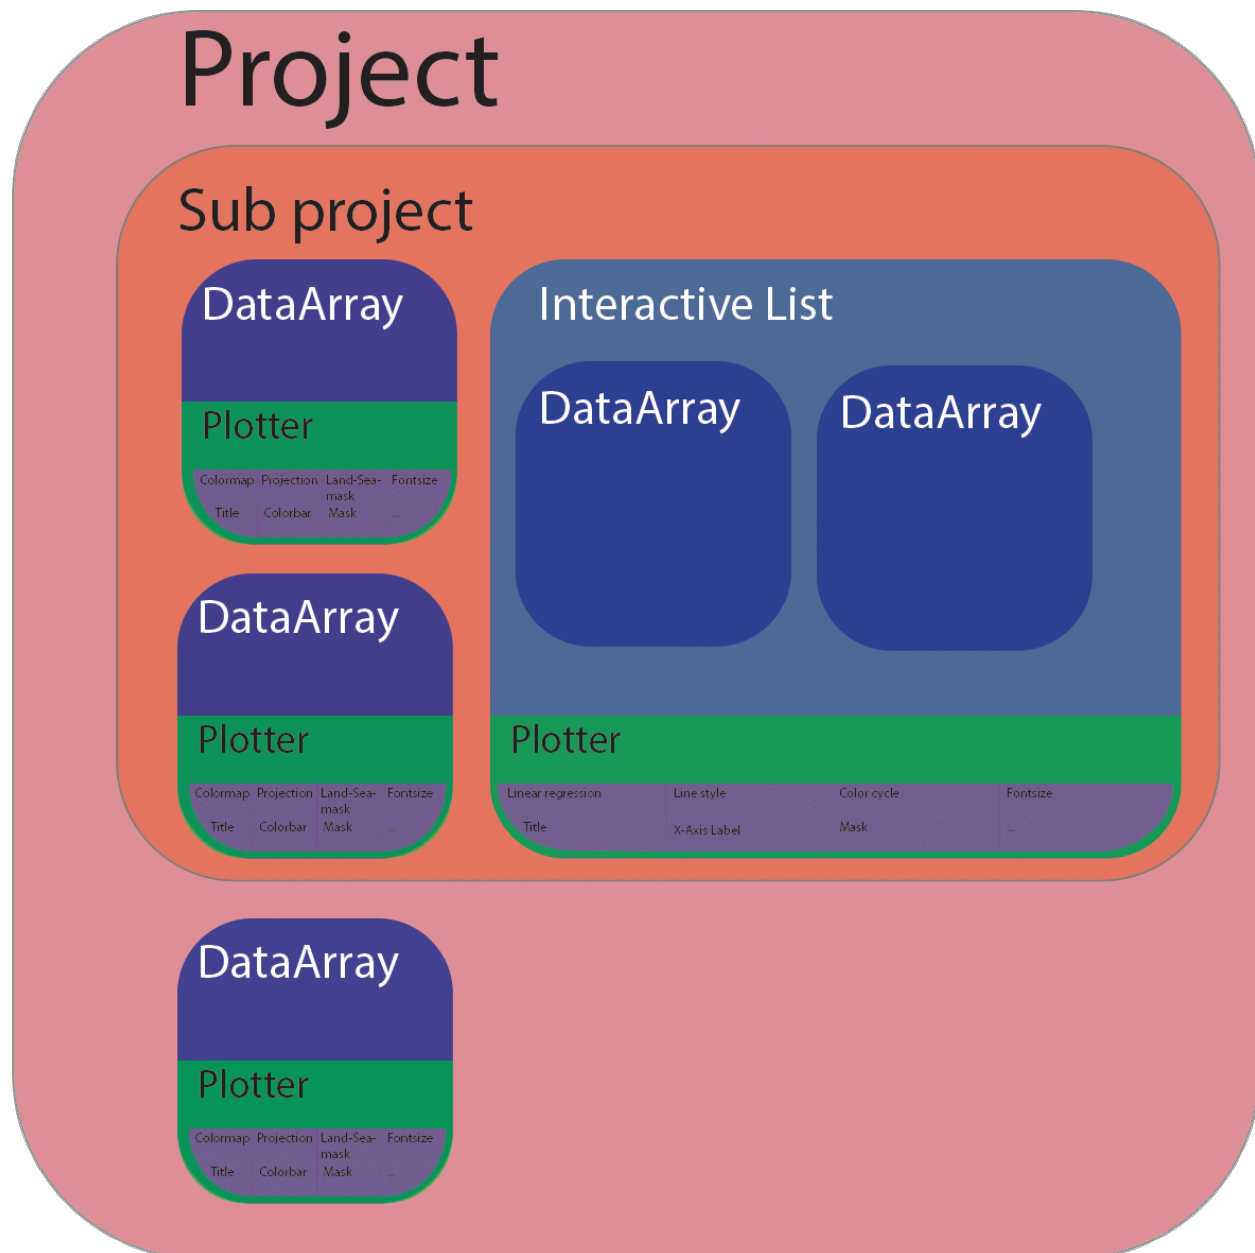 Project
Sub project
DataArray
Plotter
Colormap Projection Land-Sea- Fontsize
mask
Title Colorbar Mask ...
DataArray
Plotter
Colormap Projection Land-Sea- Fontsize
mask
Title Colorbar Mask ...
Interactive List
DataArray DataArray
Plotter
Linear regression Line style Color cycle Fontsize
Title X-Axis Label Mask ...
DataArray
Plotter
Colormap Projection Land-Sea- Fontsize
mask
Title Colorbar Mask ...